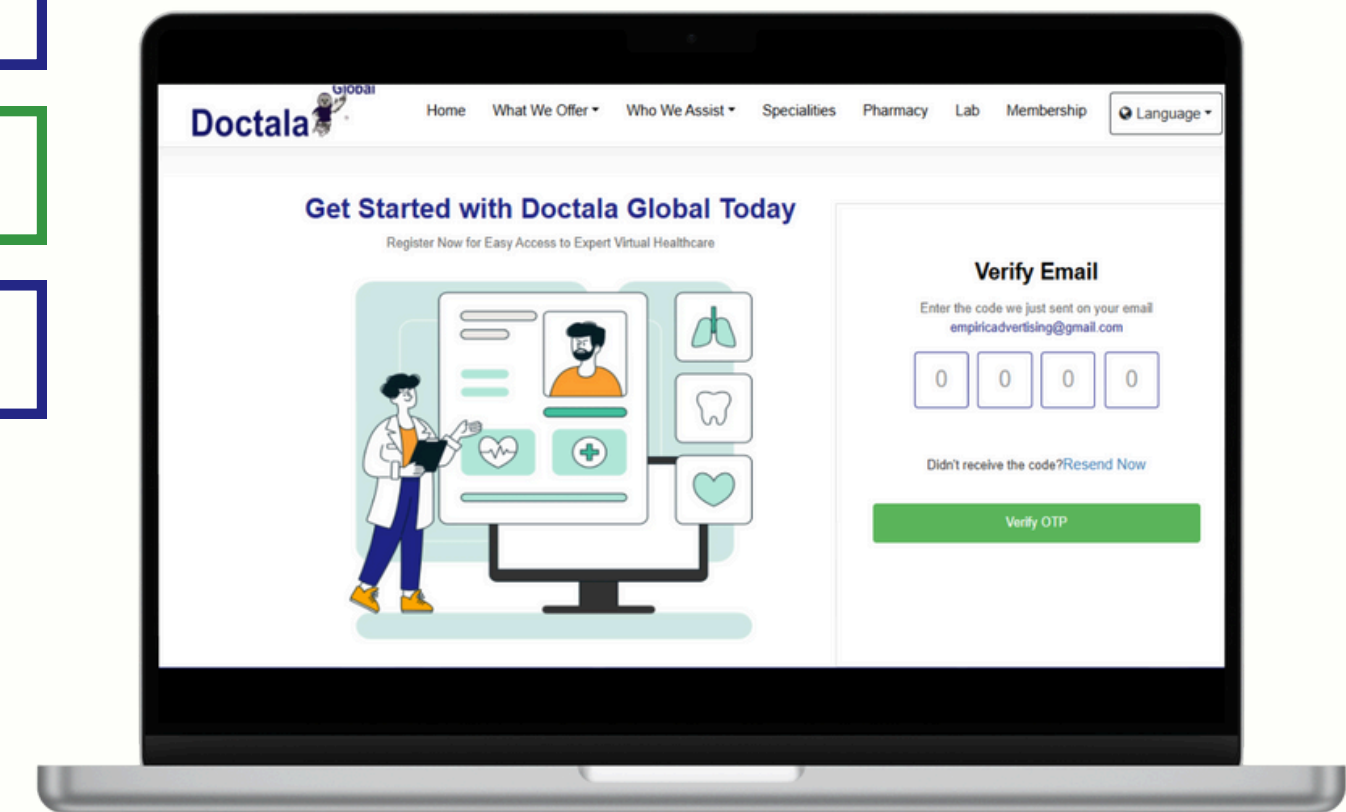 Global
Doctala
Home What We Offer Who We Assist Specialities Pharmacy Lab Membership Language
Get Started with Doctala Global Today
Register Now for Easy Access to Expert Virtual Healthcare
Verify Email
Enter the code we just sent on your email
empiricadvertising@gmail.com
0 0 0 0
Didn't receive the code?Resend Now
Verify OTP